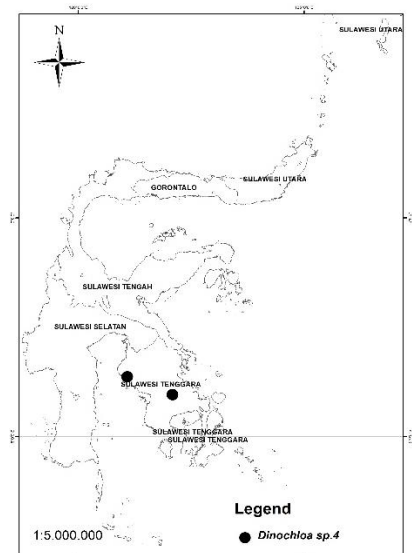 N
SULAWESI UTARA
SULAWESI UTARA
GORONTALO
SULAWESI TENGAH
SULAWESI SELATAN
SULAWESI TENGGARA
SULAWESI TENGGARA
SULAWESI TENGGARA
Legend
1:5.000.000
Dinochloa sp.4